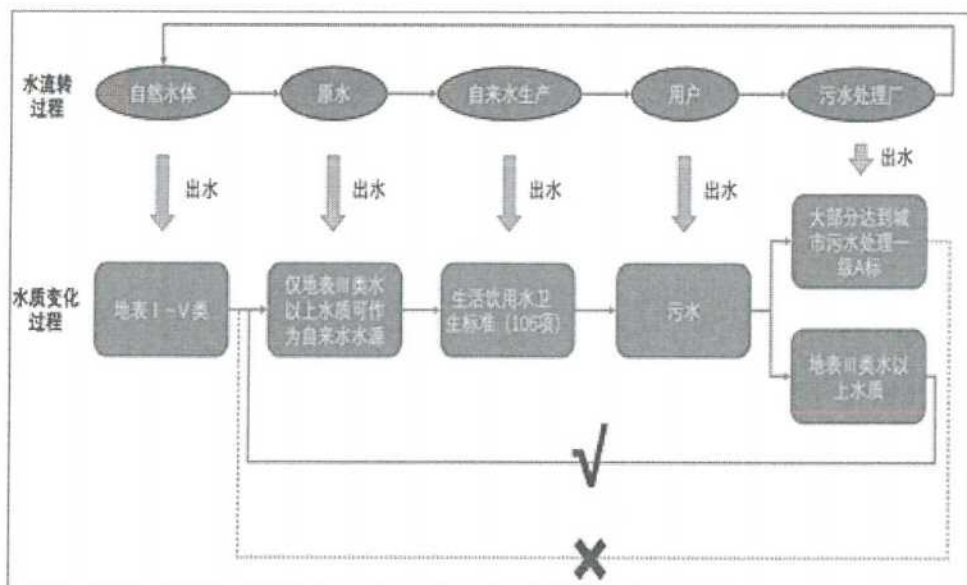 水流转
过程
自然水体
原水
自来水生产
用户
污水处理厂
出水
出水
出水
出水
出水
水质变化
过程
地表Ⅰ~Ⅴ类
仅地表Ⅲ类水
以上水质可作
为自来水水源
生活饮用水卫
生标准（106项）
污水
大部分达到城
市污水处理一
级A标
地表Ⅲ类水以
上水质